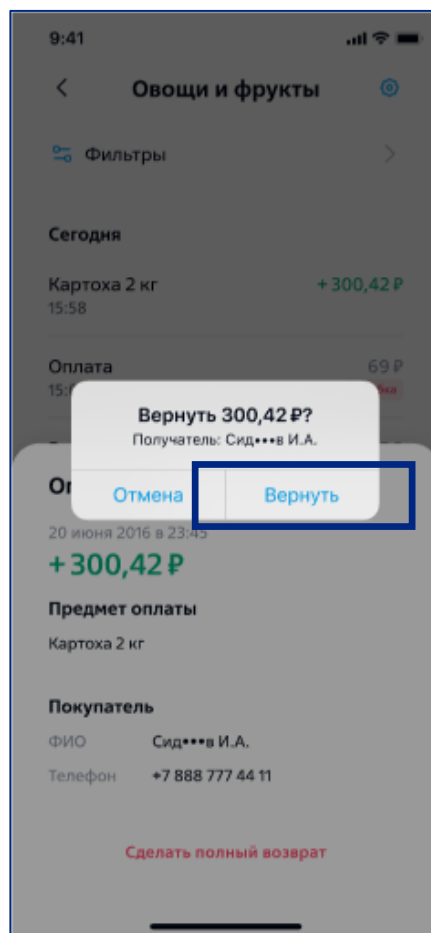 9:41
Овощи и фрукты
Фильтры
Сегодня
Картоха 2 кг +300,42 ₽
15:58
Оплата 69 ₽
Вернуть 300,42 ₽?
Получатель: Сид•••в И.А.
Отмена Вернуть
20 июня 2016 в 23:45
+300,42 ₽
Предмет оплаты
Картоха 2 кг
Покупатель
ФИО Сид•••в И.А.
Телефон +7 888 777 44 11
Сделать полный возврат